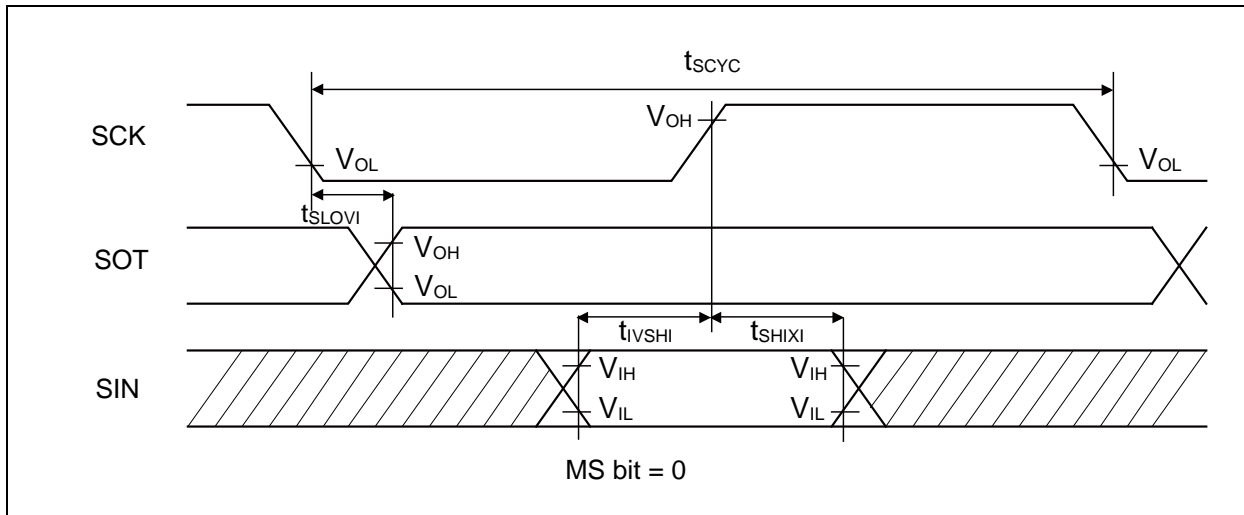 tSCYC
SCK
VOH
VOL
VOL
tSLOVI
SOT
VOH
VOL
tIVSHI
tSHIXI
SIN
VIH
VIH
VIL
VIL
MS bit = 0